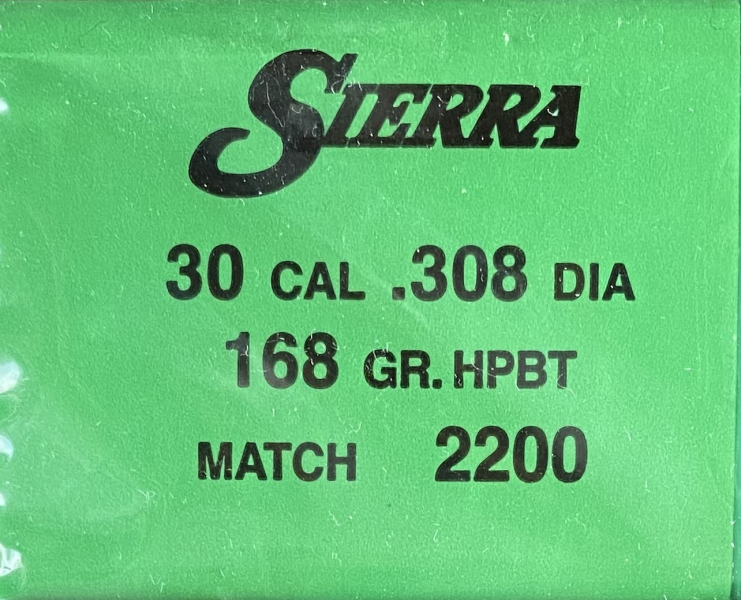 SIERRA
30 CAL .308 DIA
168 GR. HPBT
MATCH 2200